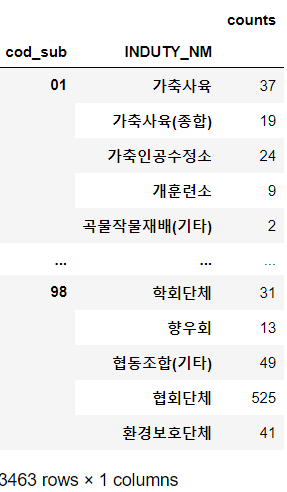 counts
cod_sub INDUTY_NM
01 가축사육 37
가축사육(종합) 19
가축인공수정소 24
개훈련소 9
곡물작물재배(기타) 2
... ... ...
98 학회단체 31
향우회 13
협동조합(기타) 49
협회단체 525
환경보호단체 41
3463 rows × 1 columns